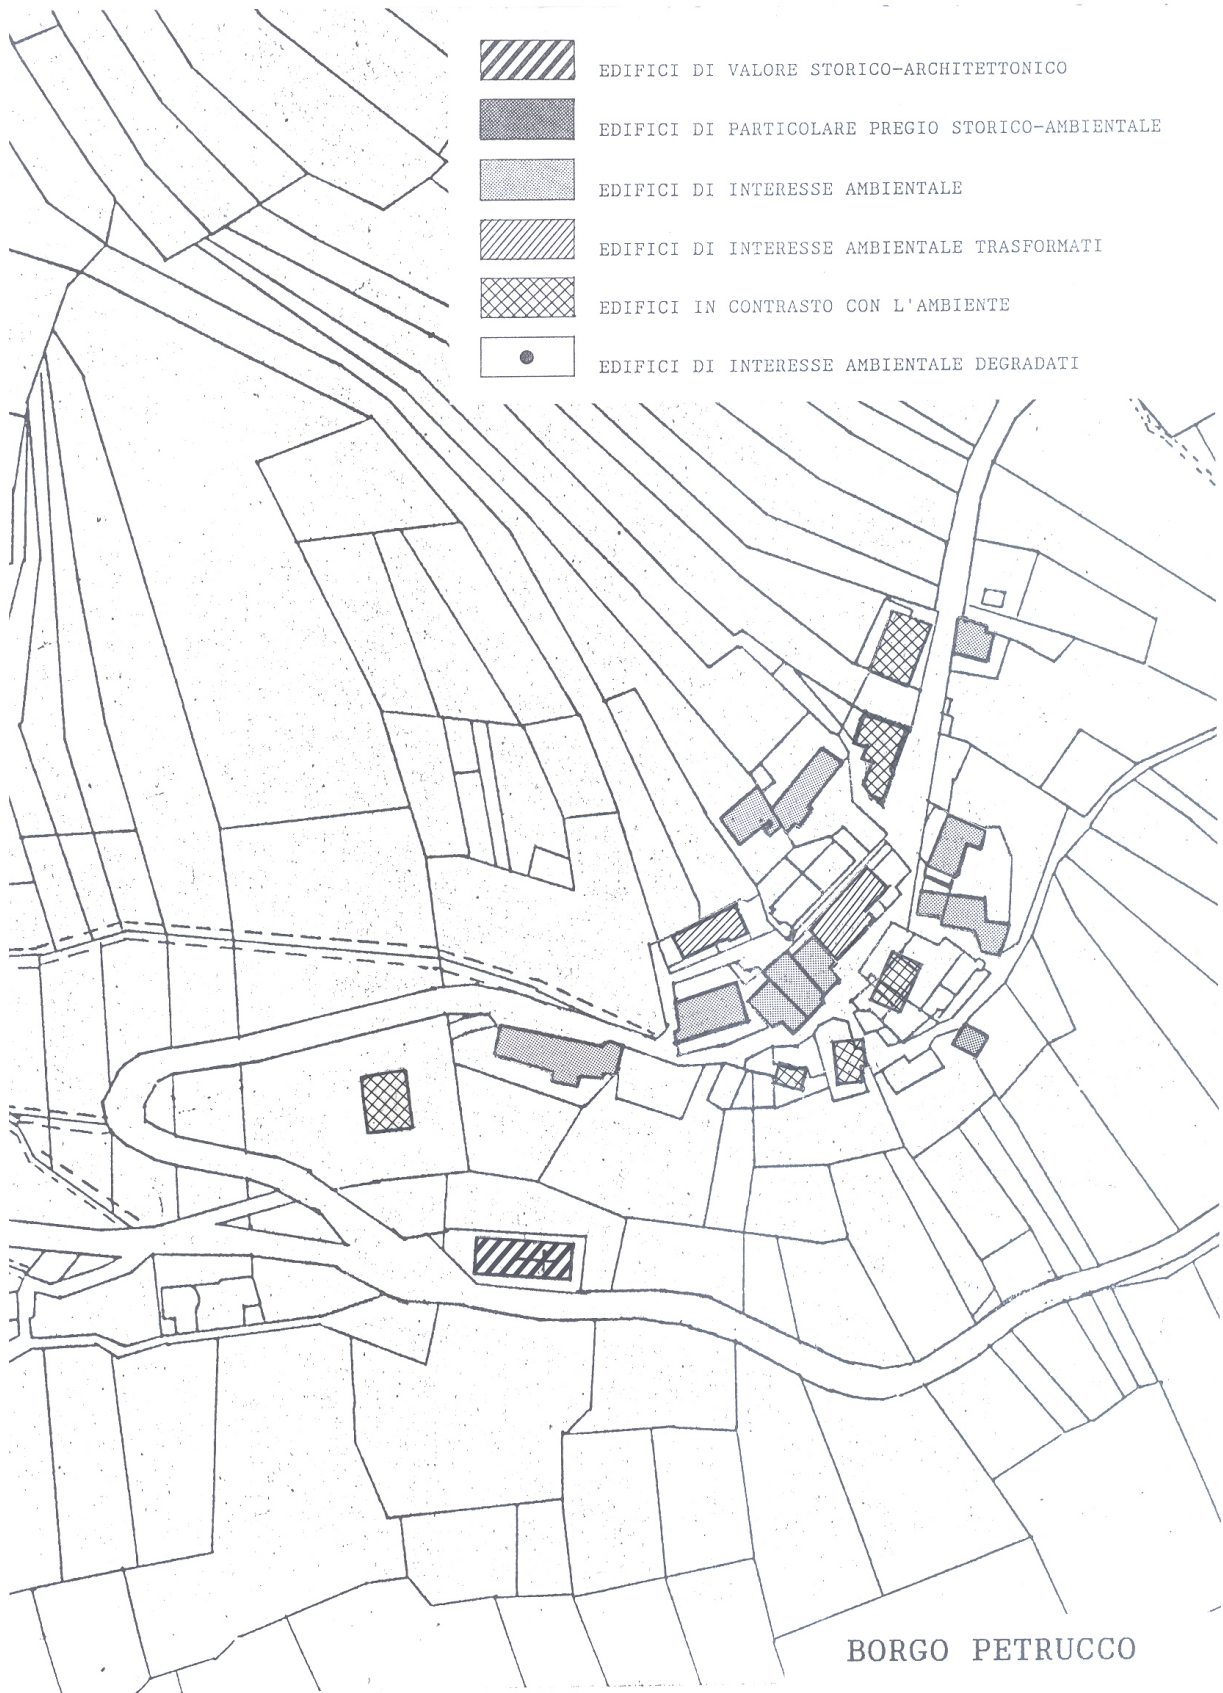 EDIFICI DI VALORE STORICO-ARCHITETTONICO
EDIFICI DI PARTICOLARE PREGIO STORICO-AMBIENTALE
EDIFICI DI INTERESSE AMBIENTALE
EDIFICI DI INTERESSE AMBIENTALE TRASFORMATI
EDIFICI IN CONTRASTO CON L'AMBIENTE
EDIFICI DI INTERESSE AMBIENTALE DEGRADATI
BORGO PETRUCCO